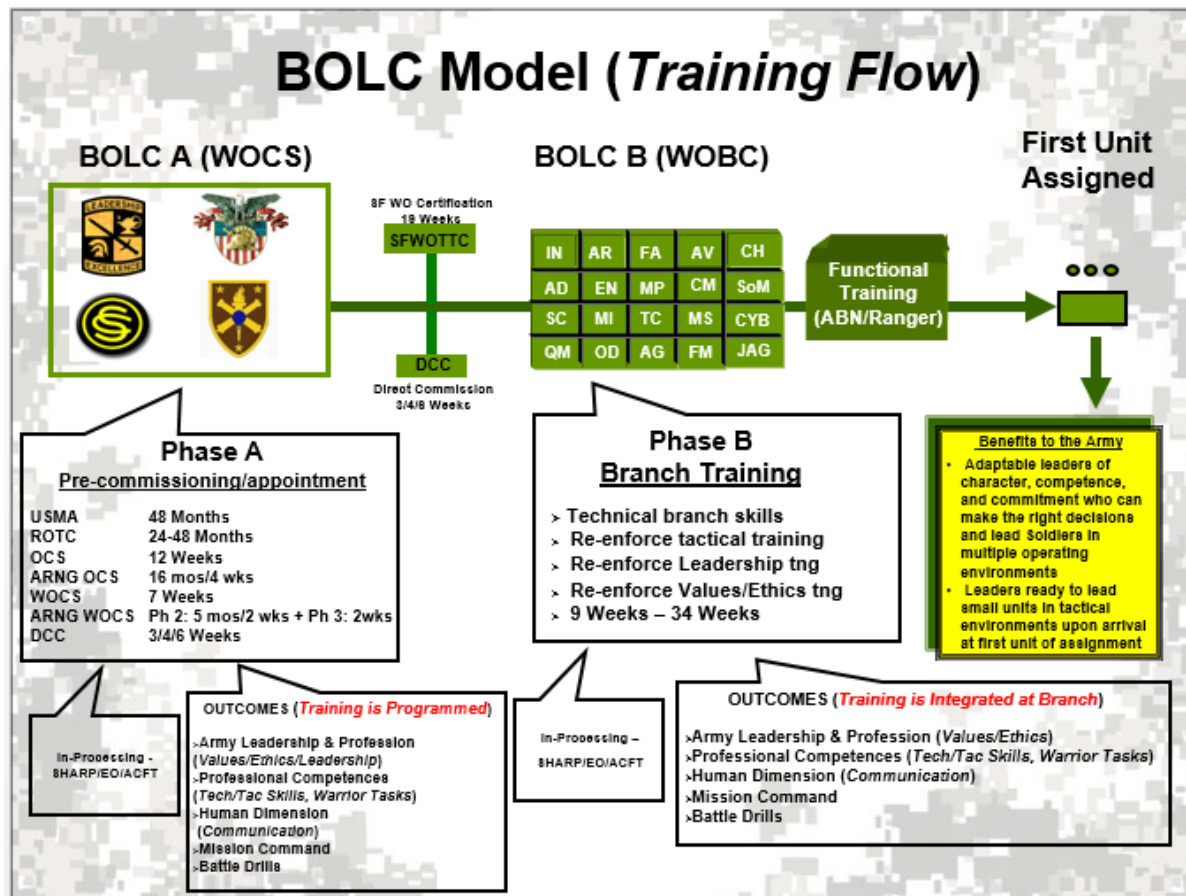 BOLC Model (Training Flow)
BOLC A (WOCS)
LEADERSHIP
EXCELLENCE
OCS
SF WO Certification
19 Weeks
SFWOTTC
DCC
Direct Commission
3/4/6 Weeks
BOLC B (WOBC)
IN AR FA AV CH
AD EN MP CM SoM
SC MI TC MS CYB
QM OD AG FM JAG
Functional
Training
(ABN/Ranger)
First Unit
Assigned
Phase A
Pre-commissioning/appointment
USMA 48 Months
ROTC 24-48 Months
OCS 12 Weeks
ARNG OCS 16 mos/4 wks
WOCS 7 Weeks
ARNG WOCS Ph 2: 5 mos/2 wks + Ph 3: 2wks
DCC 3/4/6 Weeks
In-Processing -
SHARP/EO/ACFT
OUTCOMES (Training is Programmed)
➢Army Leadership & Profession
(Values/Ethics/Leadership)
➢Professional Competences
(Tech/Tac Skills, Warrior Tasks)
➢Human Dimension
(Communication)
➢Mission Command
➢Battle Drills
Phase B
Branch Training
➢ Technical branch skills
➢ Re-enforce tactical training
➢ Re-enforce Leadership tng
➢ Re-enforce Values/Ethics tng
➢ 9 Weeks – 34 Weeks
In-Processing –
SHARP/EO/ACFT
OUTCOMES (Training is Integrated at Branch)
➢Army Leadership & Profession (Values/Ethics)
➢Professional Competences (Tech/Tac Skills, Warrior Tasks)
➢Human Dimension (Communication)
➢Mission Command
➢Battle Drills
Benefits to the Army
• Adaptable leaders of
character, competence,
and commitment who can
make the right decisions
and lead Soldiers in
multiple operating
environments
• Leaders ready to lead
small units in tactical
environments upon arrival
at first unit of assignment